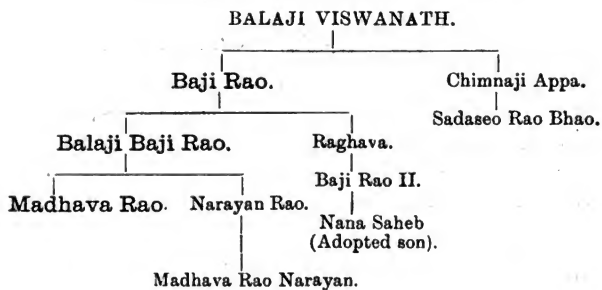 BALAJI VISWANATH.
Baji Rao. Chimnaji Appa.
Sadaseo Rao Bhao.
Balaji Baji Rao. Raghava.
Baji Rao II.
Madhava Rao. Narayan Rao.
Nana Saheb
(Adopted son).
Madhava Rao Narayan.